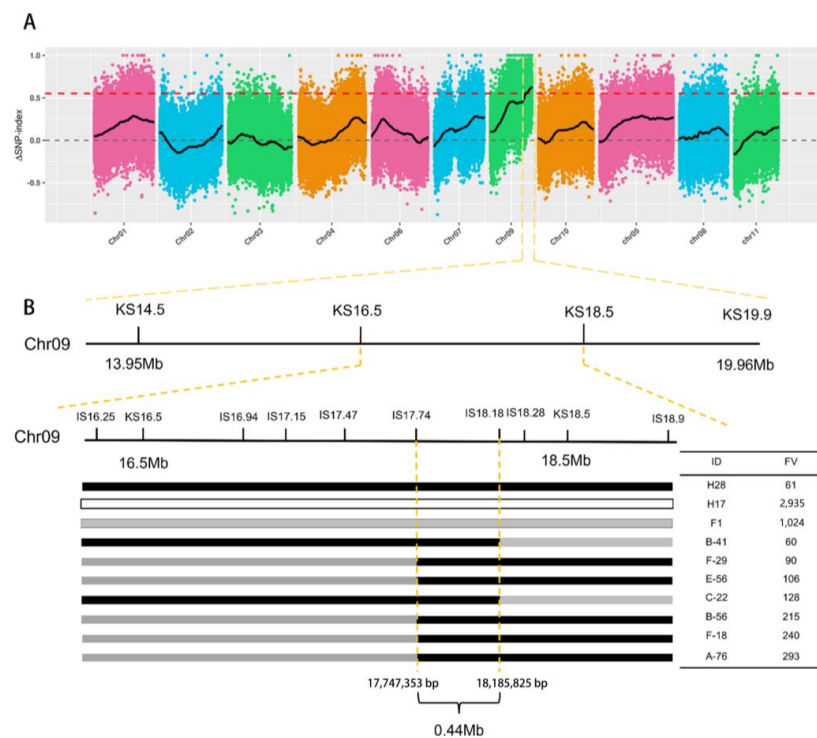 A
1.0
0.5
0.0
-0.5
ΔSNP-index
Chr01
Chr02
Chr03
Chr04
Chr06
Chr07
Chr09
Chr10
chr05
chr08
chr11
B
KS14.5 KS16.5 KS18.5 KS19.9
Chr09
13.95Mb 19.96Mb
IS16.25 KS16.5 IS16.94 IS17.15 IS17.47 IS17.74 IS18.18 IS18.28 KS18.5 IS18.9
Chr09
16.5Mb 18.5Mb
ID FV
H28 61
H17 2,935
F1 1,024
B-41 60
F-29 90
E-56 106
C-22 128
B-56 215
F-18 240
A-76 293
17,747,353 bp 18,185,825 bp
0.44Mb